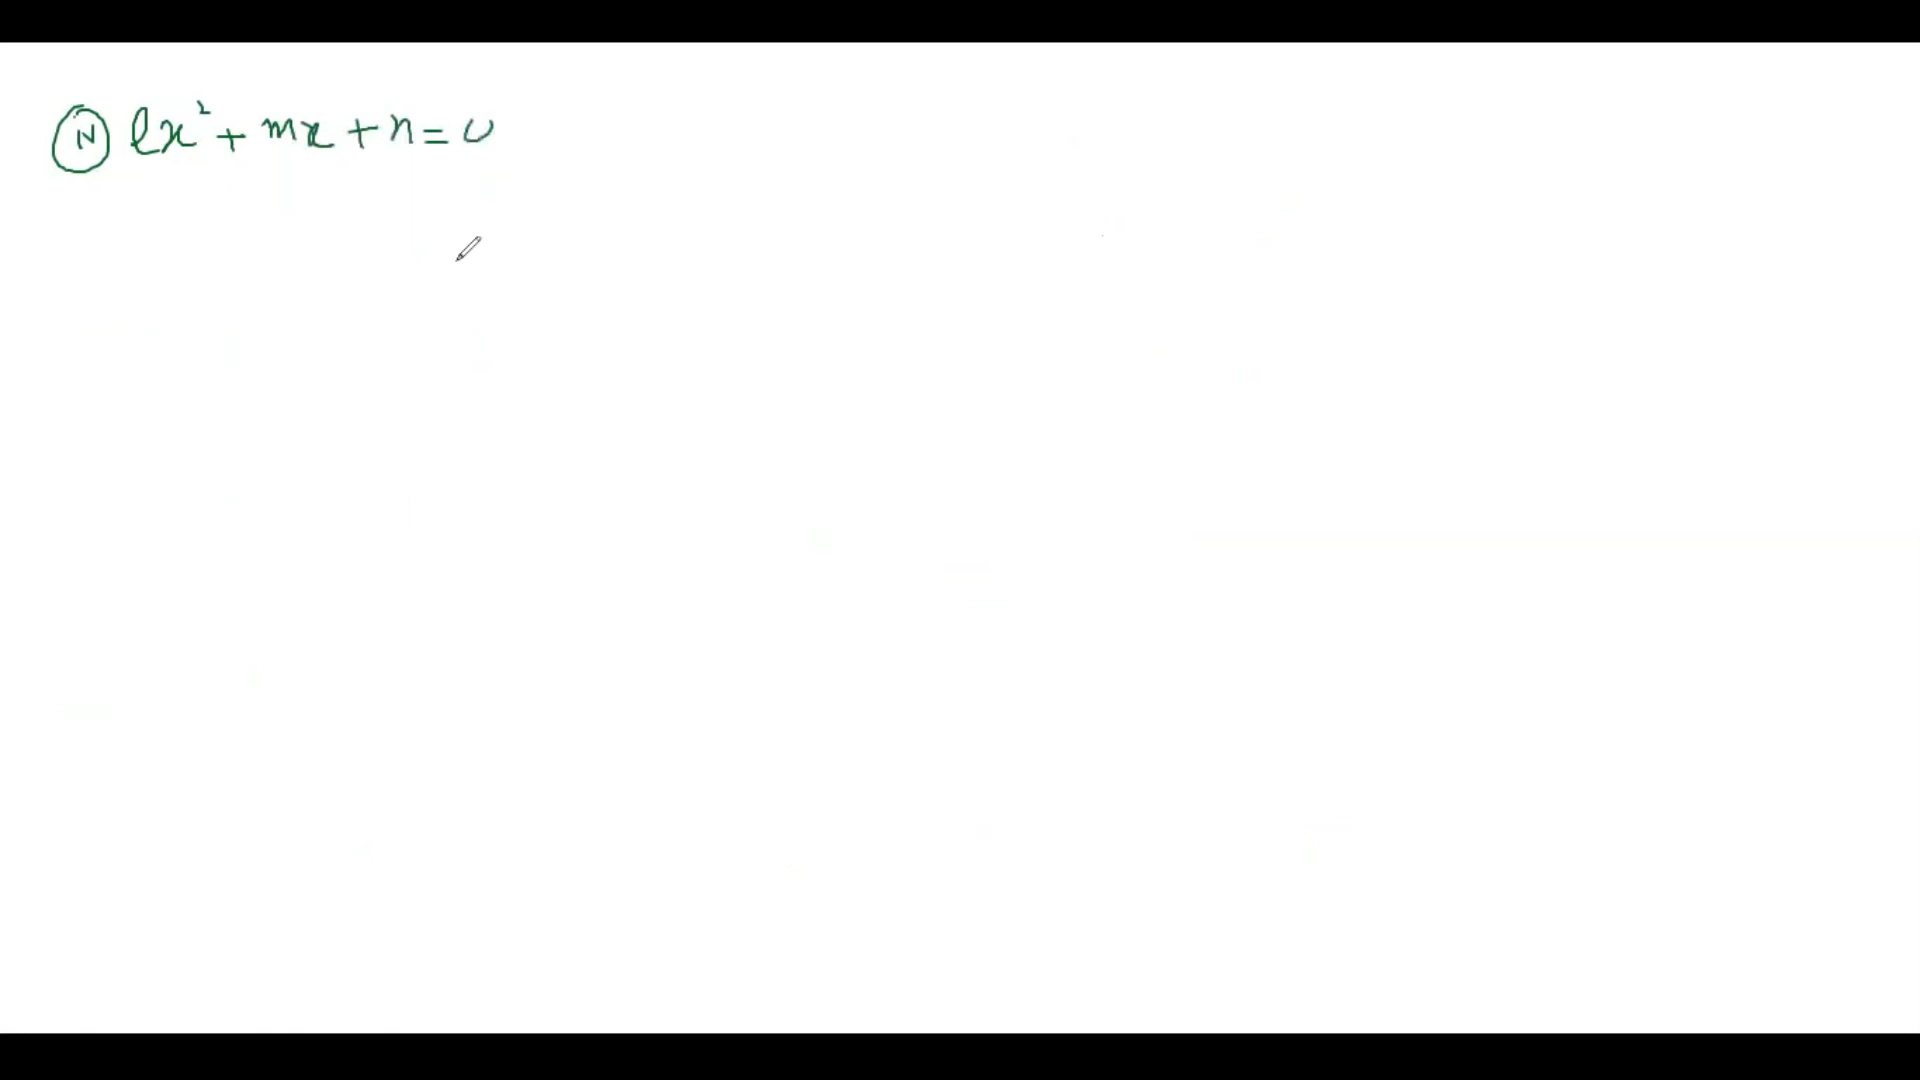 Ⓝ lx² + mx + n = 0